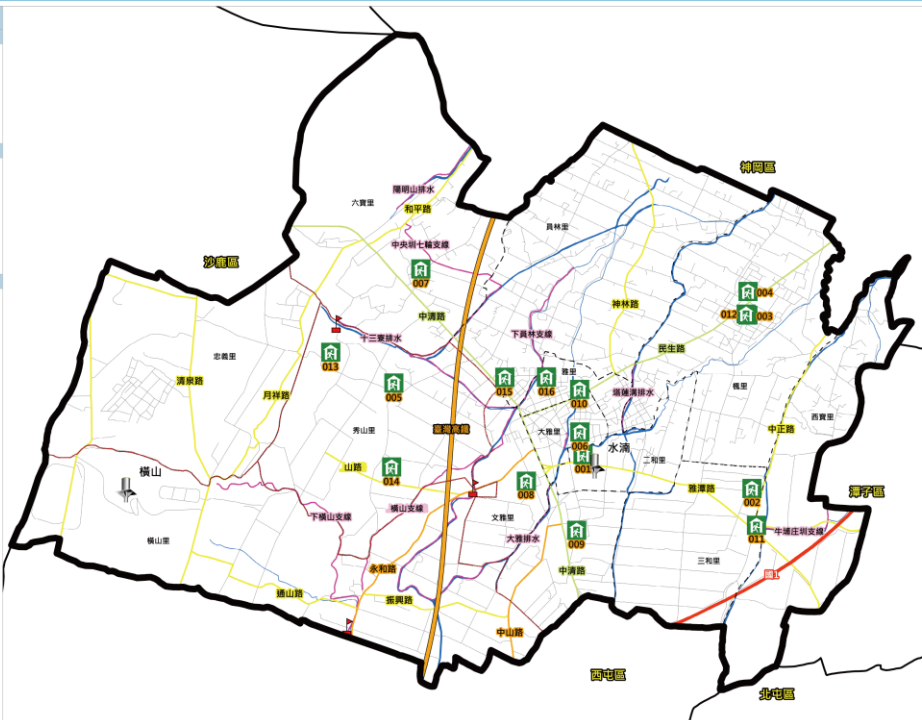 神岡區
陽明山排水
六寶里
和平路
員林里
中央圳七輪支線
沙鹿區
007
004
神林路
012
003
中清路
下員林支線
十三寮排水
民生路
忠義里
013
清泉路
005
015
016
雅里
楓里
月祥路
010
塔蓮溝排水
西寶里
秀山里
臺灣高鐵
大雅里
006
中正路
水湳
二和里
001
橫山
山路
014
008
雅潭路
002
潭子區
橫山支線
下橫山支線
文雅里
011
牛埔庄圳支線
大雅排水
009
橫山里
三和里
永和路
中清路
國1
通山路
振興路
中山路
西屯區
北屯區